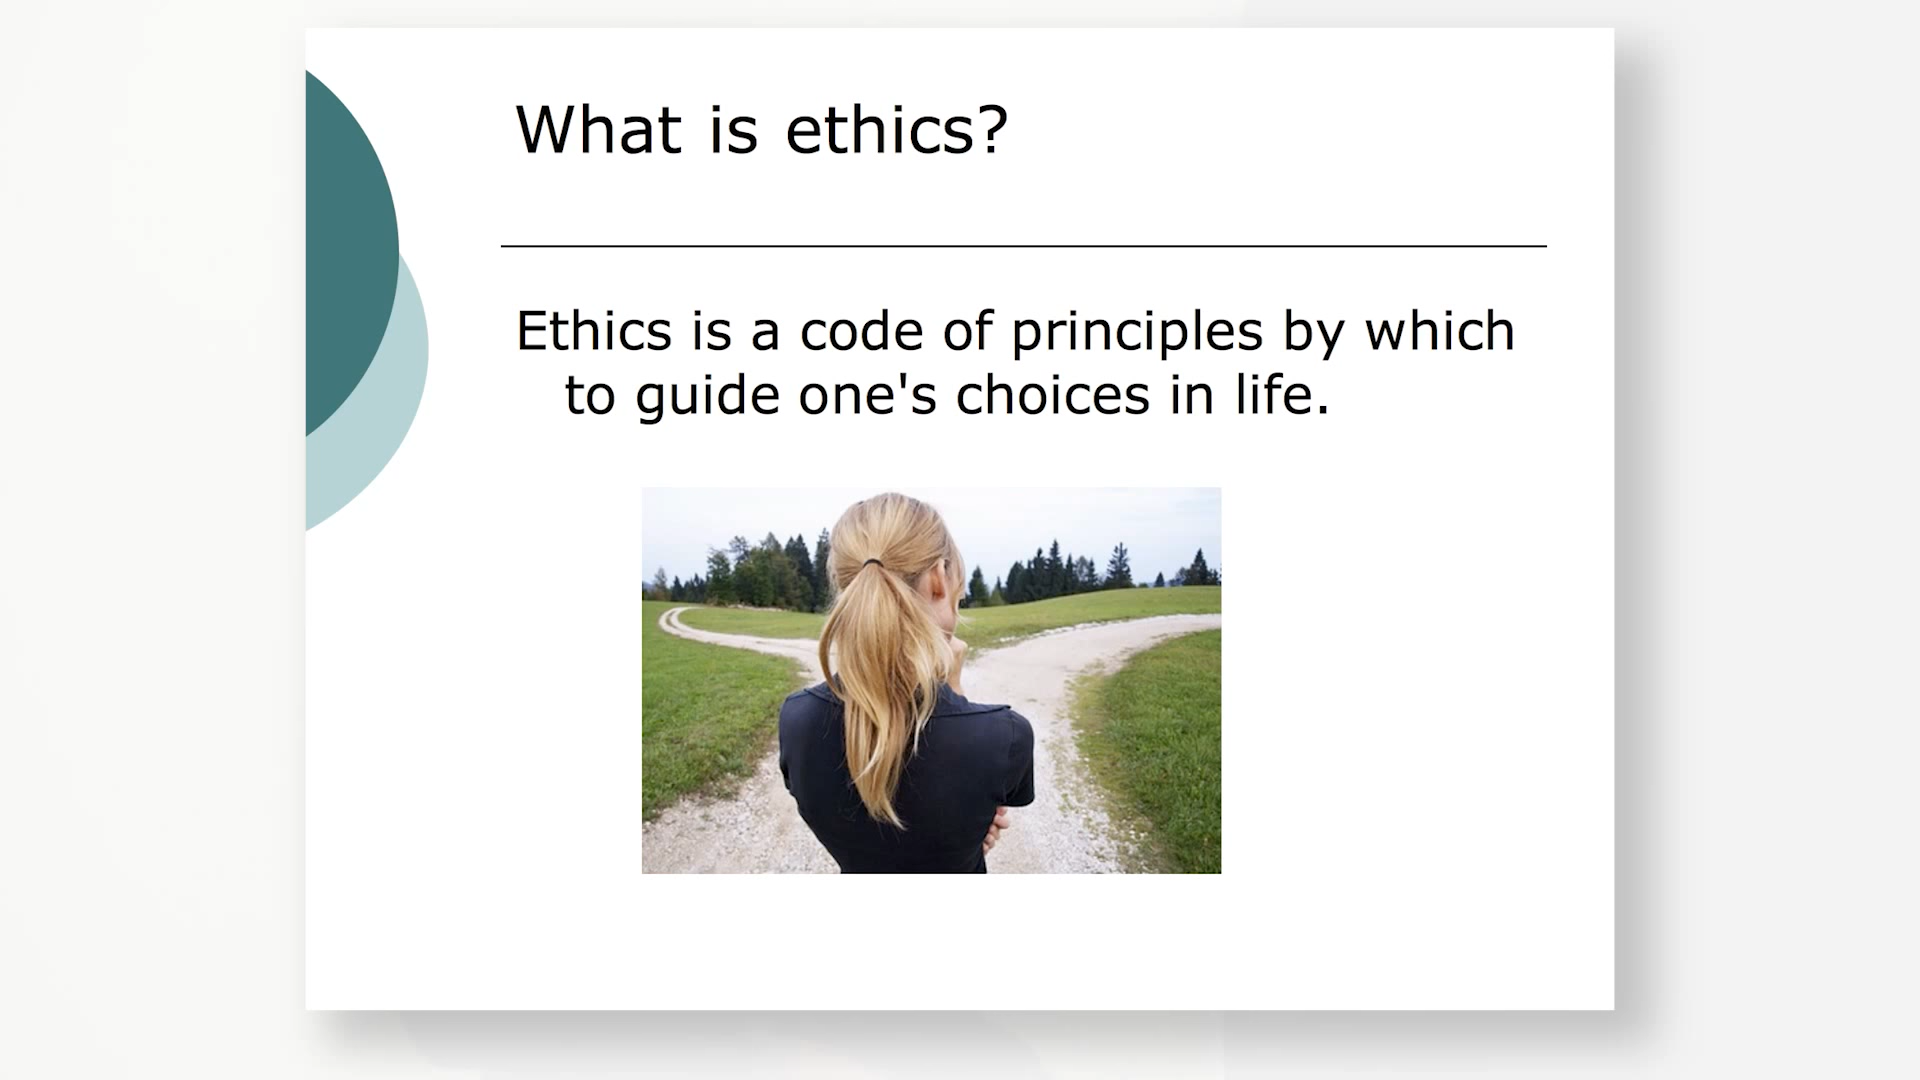 What is ethics?
Ethics is a code of principles by which
to guide one's choices in life.